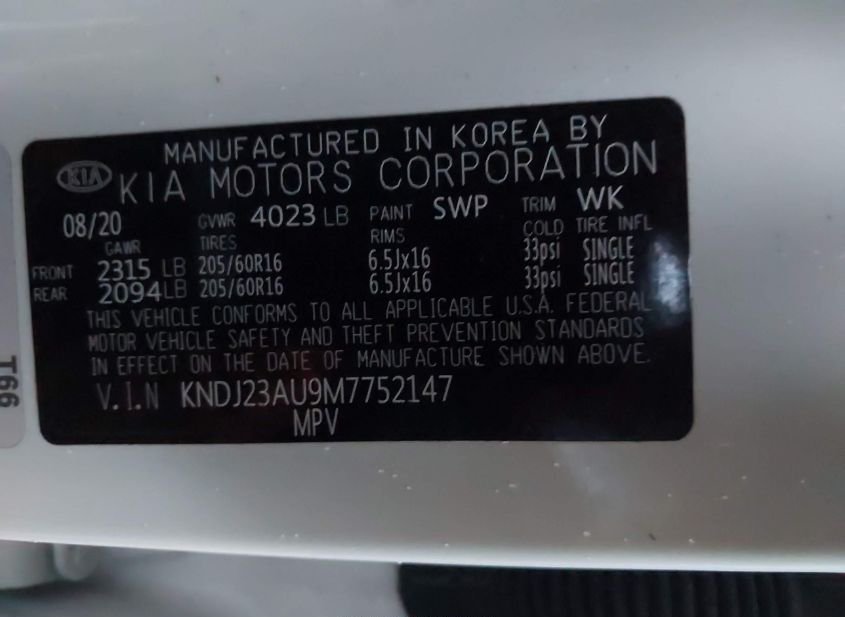 MANUFACTURED IN KOREA BY
KIA KIA MOTORS CORPORATION
08/20 GVWR 4023 LB PAINT SWP TRIM WK
GAWR TIRES RIMS COLD TIRE INFL
FRONT 2315 LB 205/60R16 6.5Jx16 33psi SINGLE
REAR 2094 LB 205/60R16 6.5Jx16 33psi SINGLE
THIS VEHICLE CONFORMS TO ALL APPLICABLE U.S.A. FEDERAL
MOTOR VEHICLE SAFETY AND THEFT PREVENTION STANDARDS
IN EFFECT ON THE DATE OF MANUFACTURE SHOWN ABOVE.
V.I.N KNDJ23AU9M7752147
MPV
T66